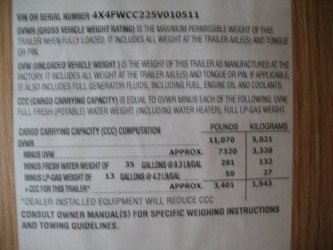 VIN OR SERIAL NUMBER 4X4FWCC225V010511
GVWR (GROSS VEHICLE WEIGHT RATING) IS THE MAXIMUM PERMISSIBLE WEIGHT OF THIS
TRAILER WHEN FULLY LOADED. IT INCLUDES ALL WEIGHT AT THE TRAILER AXLE(S) AND TONGUE
OR PIN.
UVW (UNLOADED VEHICLE WEIGHT) IS THE WEIGHT OF THIS TRAILER AS MANUFACTURED AT THE
FACTORY. IT INCLUDES ALL WEIGHT AT THE TRAILER AXLE(S) AND TONGUE OR PIN. IF APPLICABLE,
IT ALSO INCLUDES FULL GENERATOR FLUIDS, INCLUDING FUEL, ENGINE OIL AND COOLANTS.
CCC (CARGO CARRYING CAPACITY) IS EQUAL TO GVWR MINUS EACH OF THE FOLLOWING: UVW,
FULL FRESH (POTABLE) WATER WEIGHT (INCLUDING WATER HEATER), FULL LP-GAS WEIGHT.
CARGO CARRYING CAPACITY (CCC) COMPUTATION POUNDS KILOGRAMS
GVWR 11,070 5,021
MINUS UVW APPROX. 7320 3,320
MINUS FRESH WATER WEIGHT OF 35 GALLONS @ 8.3 LB/GAL 291 132
MINUS LP-GAS WEIGHT OF 13 GALLONS @ 4.2 LB/GAL 59 27
=CCC FOR THIS TRAILER* APPROX. 3,401 1,543
*DEALER INSTALLED EQUIPMENT WILL REDUCE CCC
CONSULT OWNER MANUAL(S) FOR SPECIFIC WEIGHING INSTRUCTIONS
AND TOWING GUIDELINES.